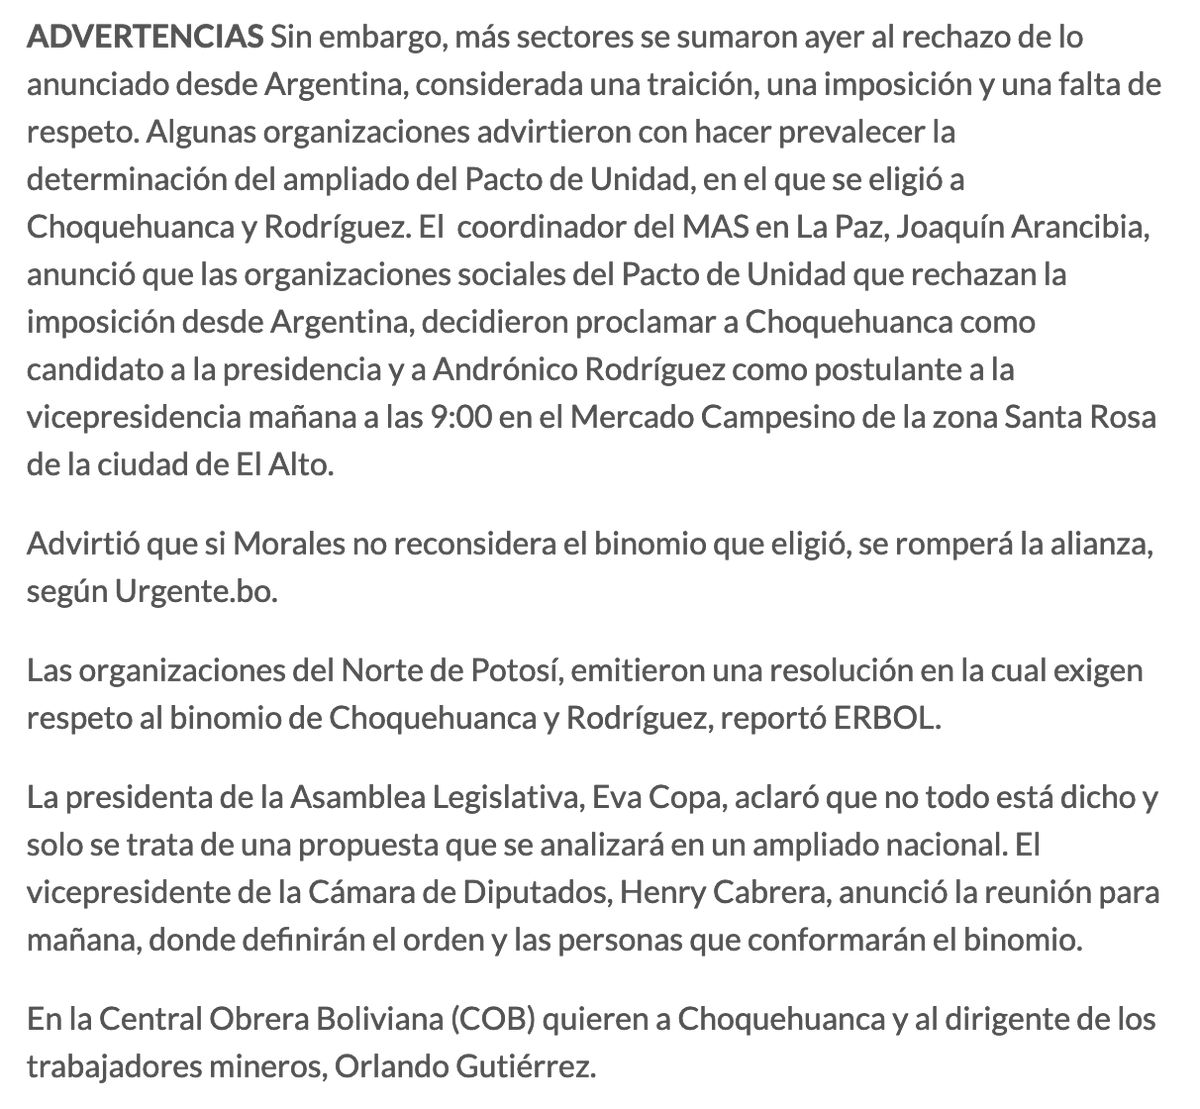 ADVERTENCIAS Sin embargo, más sectores se sumaron ayer al rechazo de lo
anunciado desde Argentina, considerada una traición, una imposición y una falta de
respeto. Algunas organizaciones advirtieron con hacer prevalecer la
determinación del ampliado del Pacto de Unidad, en el que se eligió a
Choquehuanca y Rodríguez. El  coordinador del MAS en La Paz, Joaquín Arancibia,
anunció que las organizaciones sociales del Pacto de Unidad que rechazan la
imposición desde Argentina, decidieron proclamar a Choquehuanca como
candidato a la presidencia y a Andrónico Rodríguez como postulante a la
vicepresidencia mañana a las 9:00 en el Mercado Campesino de la zona Santa Rosa
de la ciudad de El Alto.
Advirtió que si Morales no reconsidera el binomio que eligió, se romperá la alianza,
según Urgente.bo.
Las organizaciones del Norte de Potosí, emitieron una resolución en la cual exigen
respeto al binomio de Choquehuanca y Rodríguez, reportó ERBOL.
La presidenta de la Asamblea Legislativa, Eva Copa, aclaró que no todo está dicho y
solo se trata de una propuesta que se analizará en un ampliado nacional. El
vicepresidente de la Cámara de Diputados, Henry Cabrera, anunció la reunión para
mañana, donde definirán el orden y las personas que conformarán el binomio.
En la Central Obrera Boliviana (COB) quieren a Choquehuanca y al dirigente de los
trabajadores mineros, Orlando Gutiérrez.